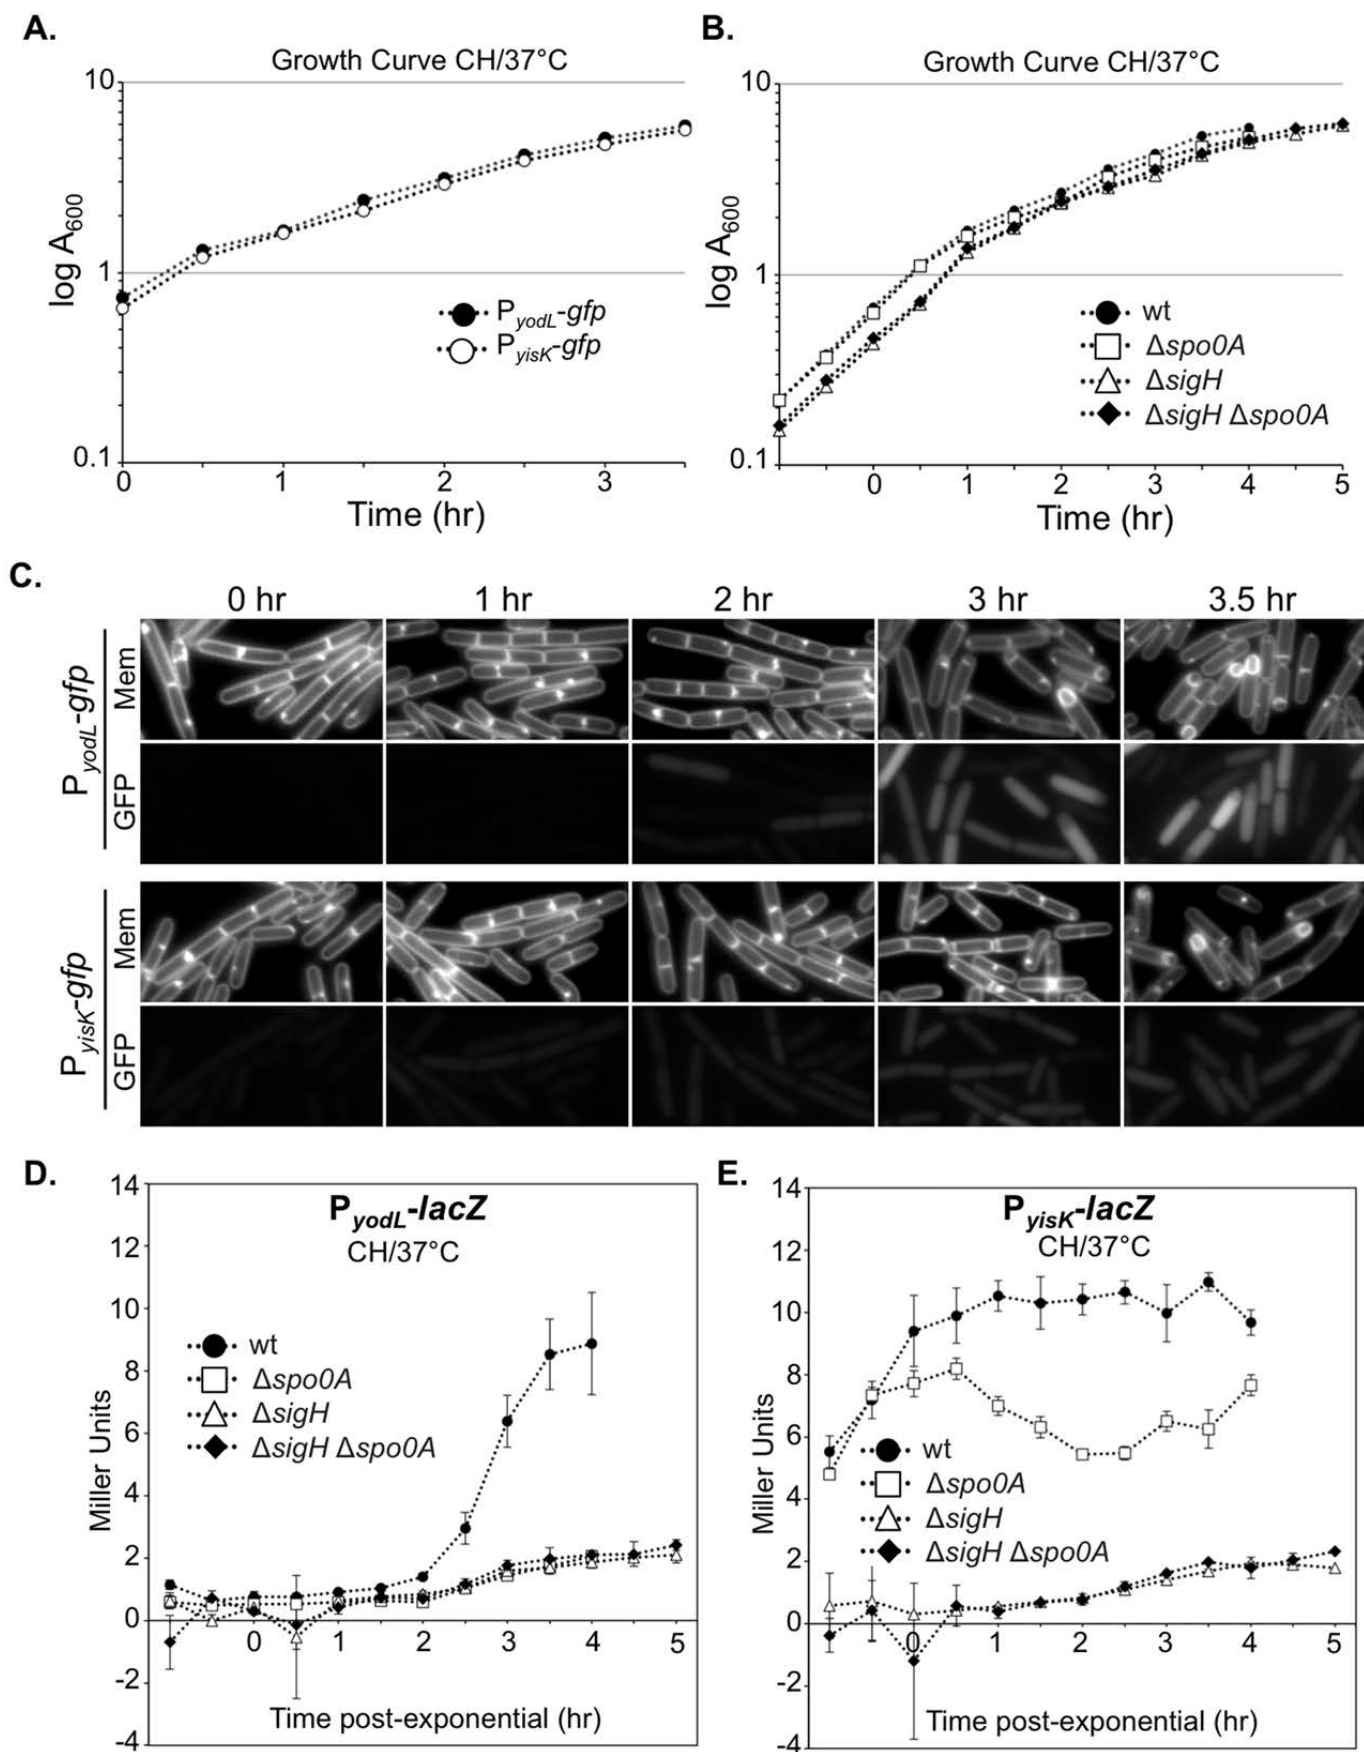 A.
Growth Curve CH/37°C
10
1
0.1
log A600
0 1 2 3
Time (hr)
PyodL-gfp
PyisK-gfp
B.
Growth Curve CH/37°C
10
1
0.1
log A600
0 1 2 3 4 5
Time (hr)
wt
Δspo0A
ΔsigH
ΔsigH Δspo0A
C.
0 hr 1 hr 2 hr 3 hr 3.5 hr
PyodL-gfp
Mem
GFP
PyisK-gfp
Mem
GFP
D.
PyodL-lacZ
CH/37°C
14
12
10
8
6
4
2
0
-2
-4
Miller Units
wt
Δspo0A
ΔsigH
ΔsigH Δspo0A
0 1 2 3 4 5
Time post-exponential (hr)
E.
PyisK-lacZ
CH/37°C
14
12
10
8
6
4
2
0
-2
-4
Miller Units
wt
Δspo0A
ΔsigH
ΔsigH Δspo0A
0 1 2 3 4 5
Time post-exponential (hr)